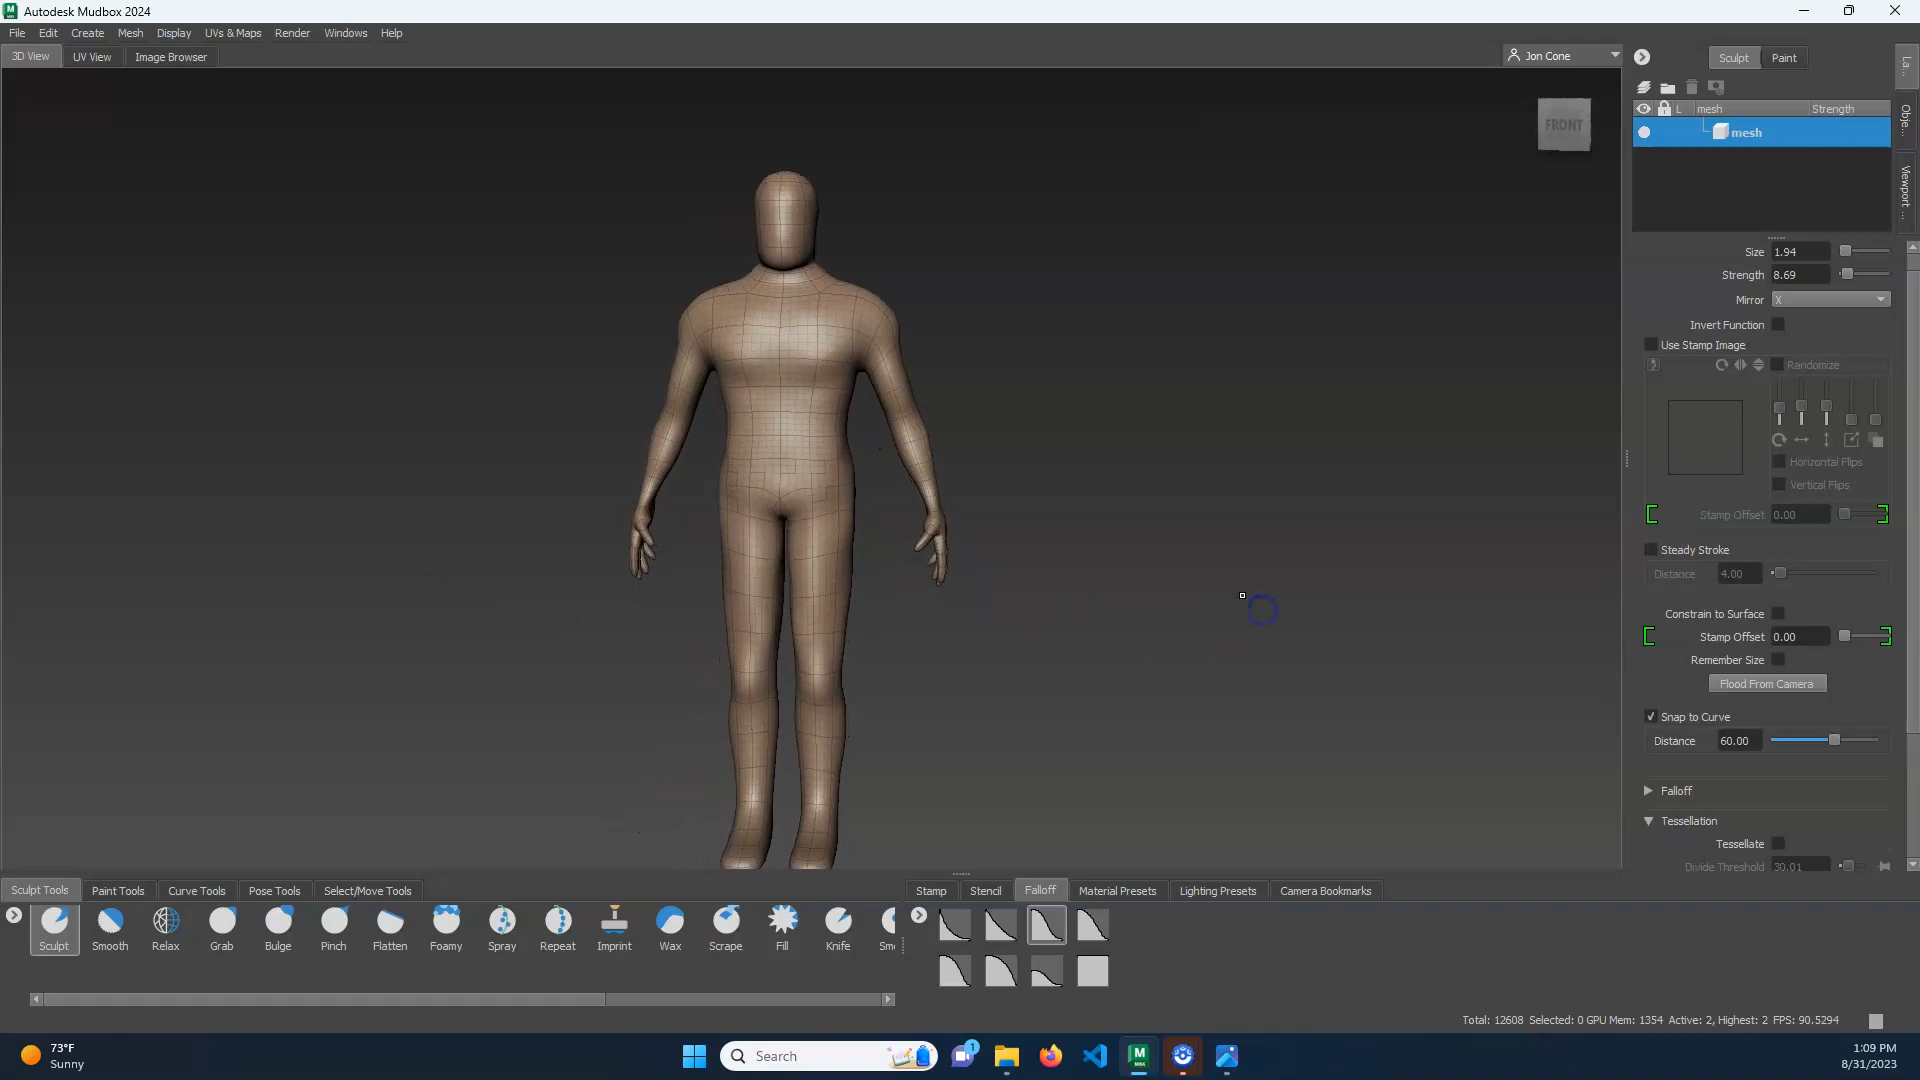 Autodesk Mudbox 2024
File Edit Create Mesh Display UVs & Maps Render Windows Help
3D View UV View Image Browser
Jon Cone
Sculpt Paint
L mesh Strength
mesh
La...
Obje...
Viewport ...
FRONT
Size 1.94
Strength 8.69
Mirror X
Invert Function
Use Stamp Image
Randomize
Horizontal Flips
Vertical Flips
Stamp Offset 0.00
Steady Stroke
Distance 4.00
Constrain to Surface
Stamp Offset 0.00
Remember Size
Flood From Camera
Snap to Curve
Distance 60.00
Falloff
Tessellation
Tessellate
Divide Threshold 30.01
Sculpt Tools Paint Tools Curve Tools Pose Tools Select/Move Tools
Stamp Stencil Falloff Material Presets Lighting Presets Camera Bookmarks
Sculpt Smooth Relax Grab Bulge Pinch Flatten Foamy Spray Repeat Imprint Wax Scrape Fill Knife Sme
Total: 12608 Selected: 0 GPU Mem: 1354 Active: 2, Highest: 2 FPS: 90.5294
73°F
Sunny
Search
1
1:09 PM
8/31/2023